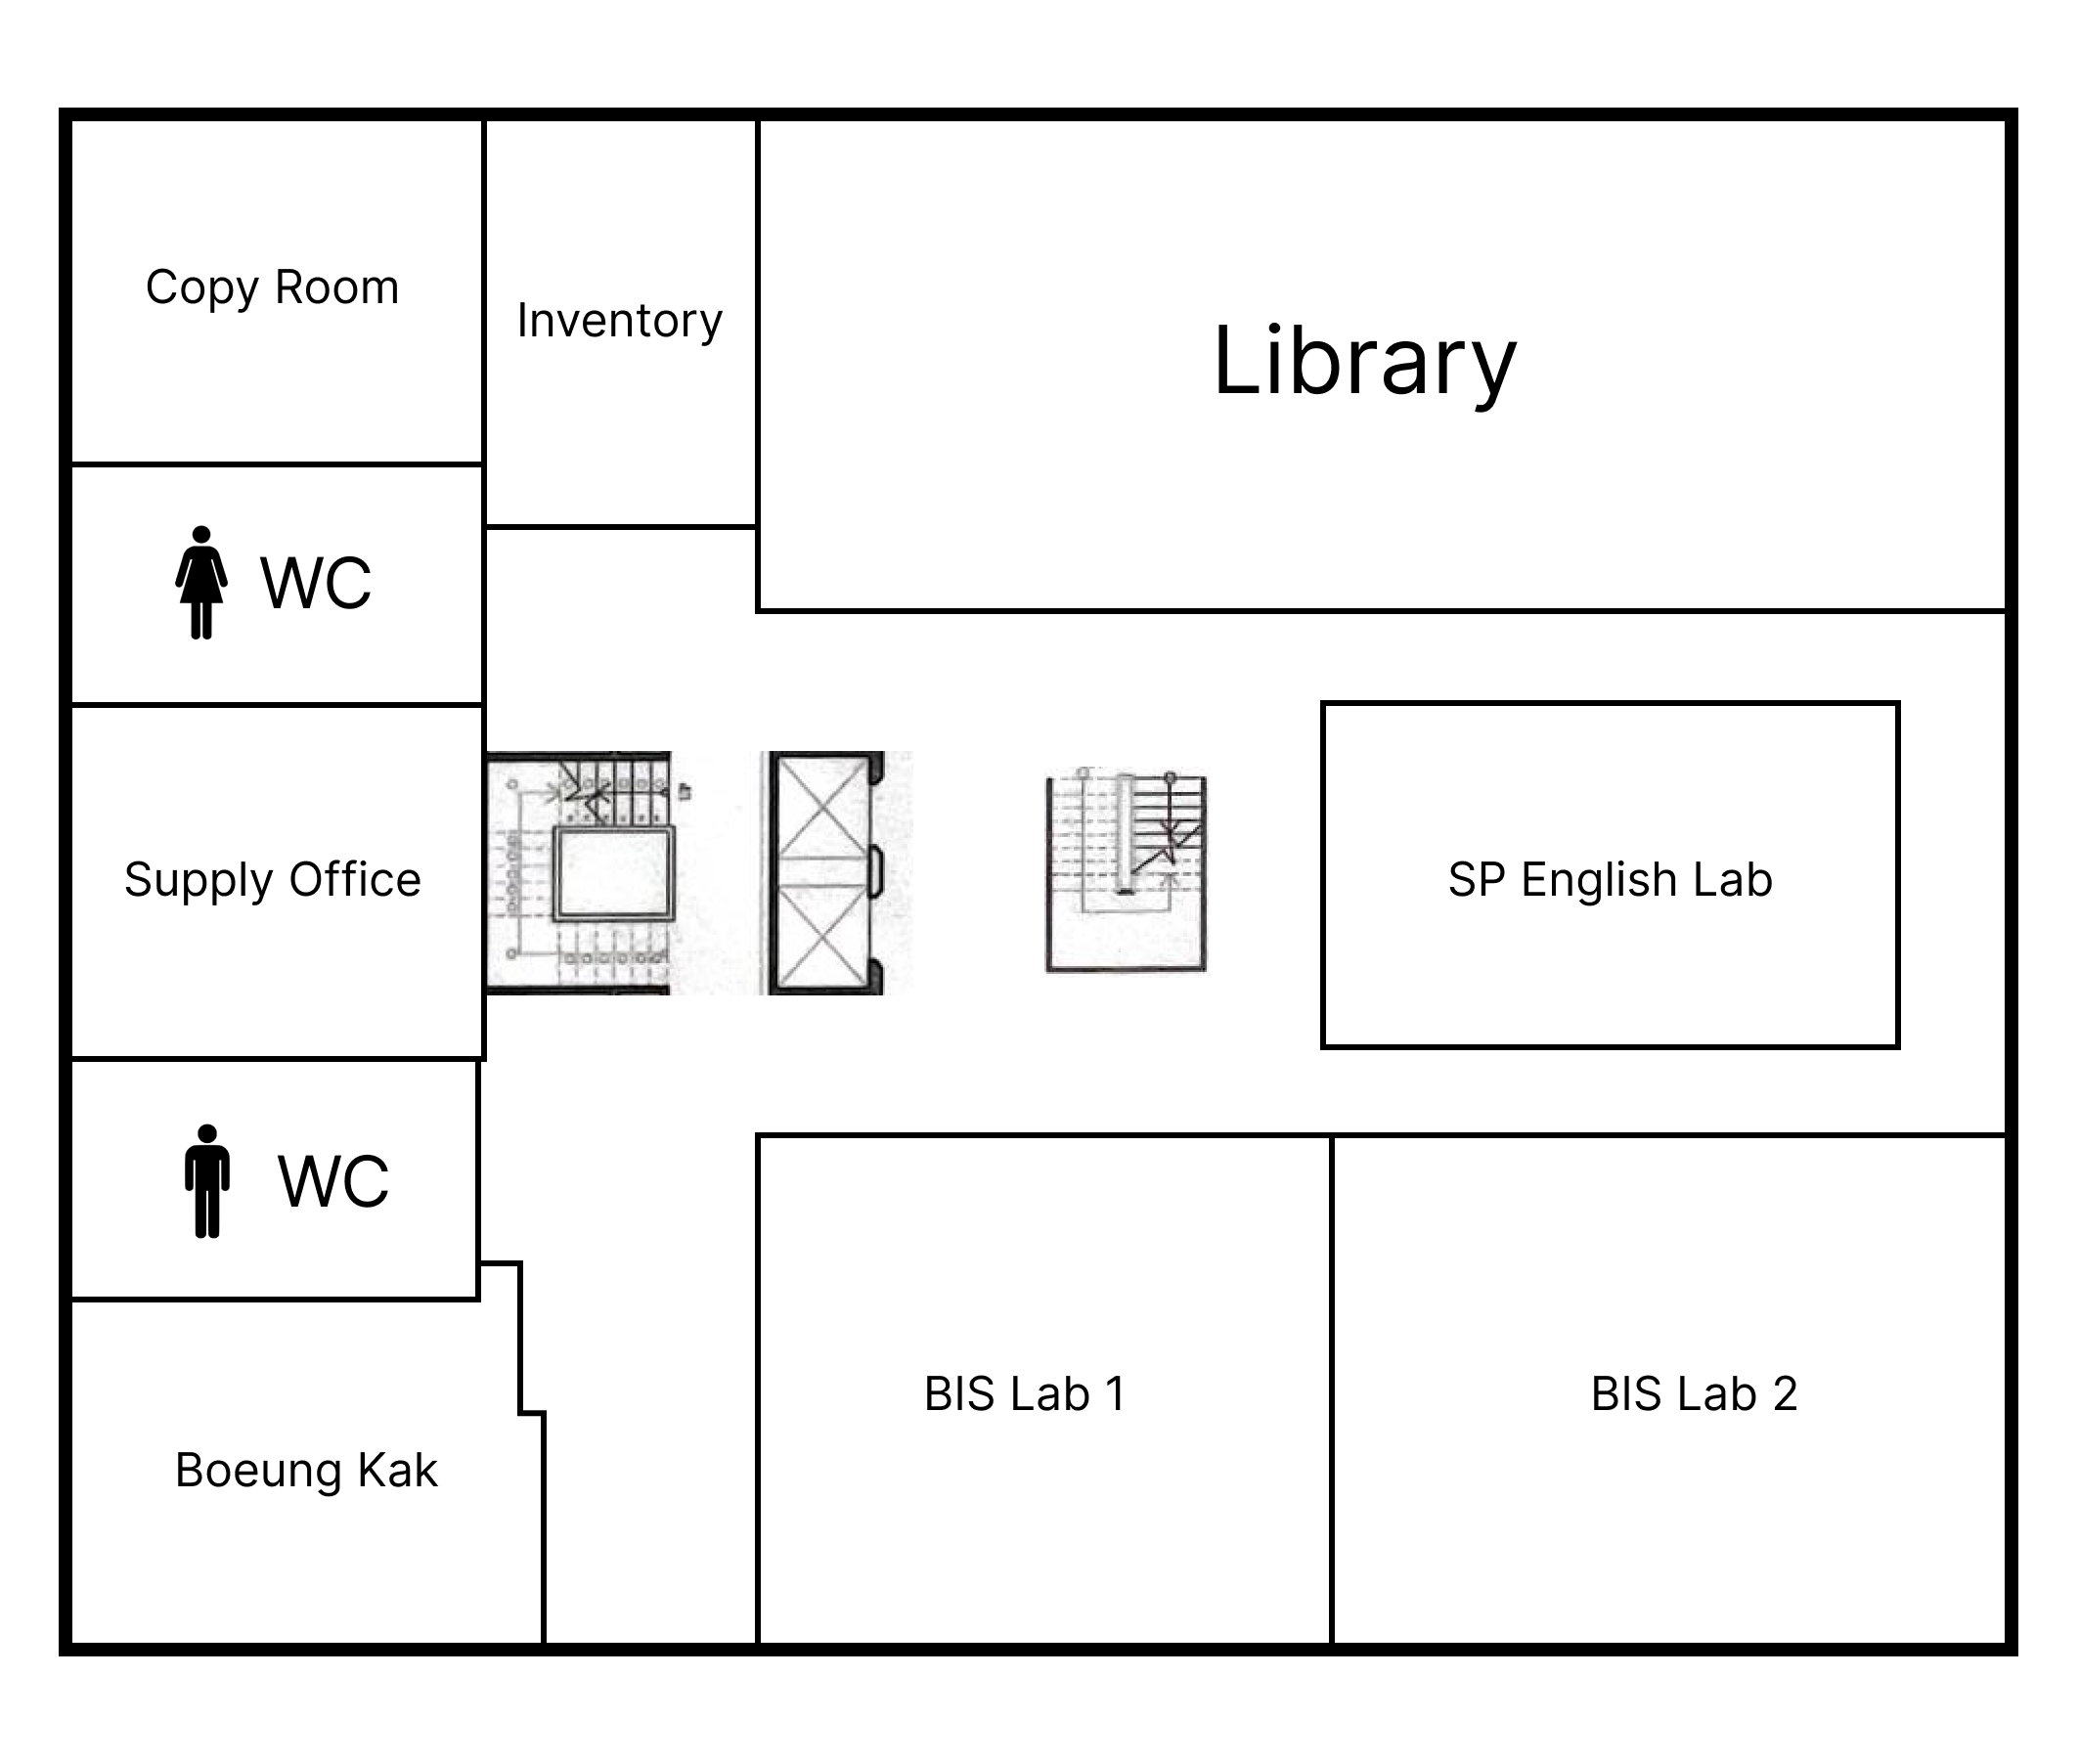 Copy Room
Inventory
Library
WC
Supply Office
SP English Lab
WC
BIS Lab 1
BIS Lab 2
Boeung Kak